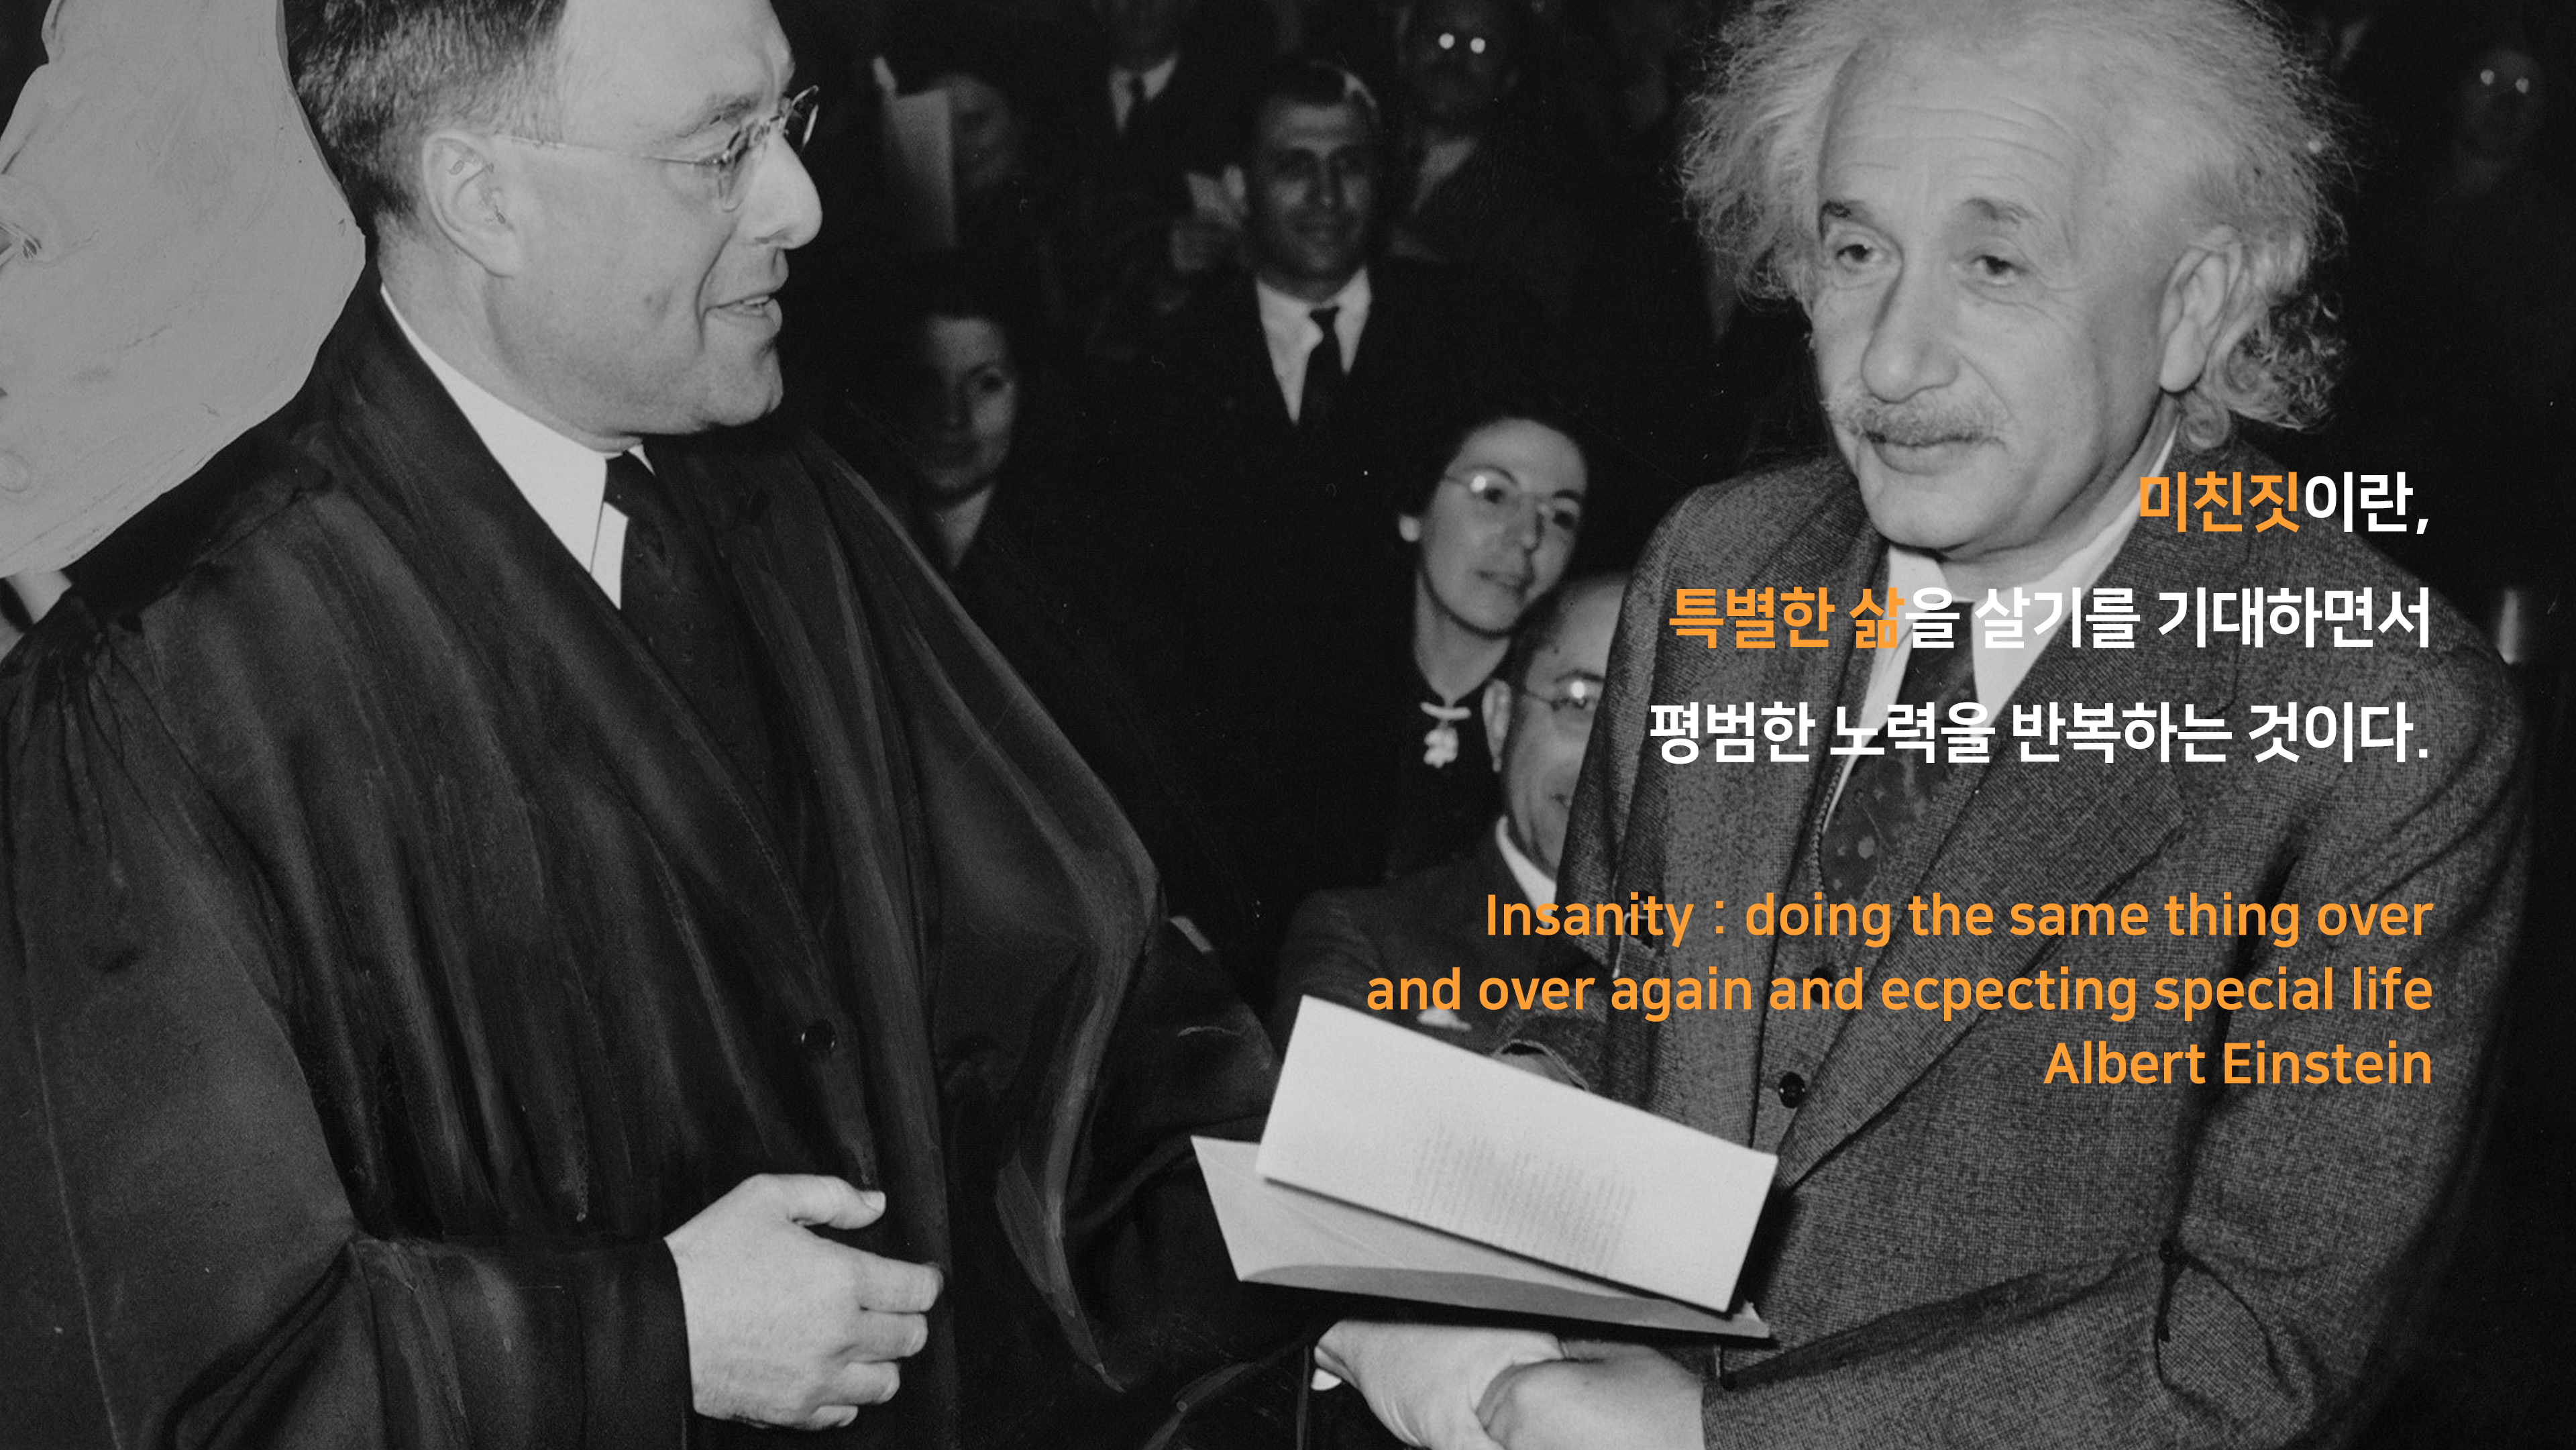 미친짓이란,
특별한 삶을 살기를 기대하면서
평범한 노력을 반복하는 것이다.
Insanity : doing the same thing over
and over again and ecpecting special life
Albert Einstein